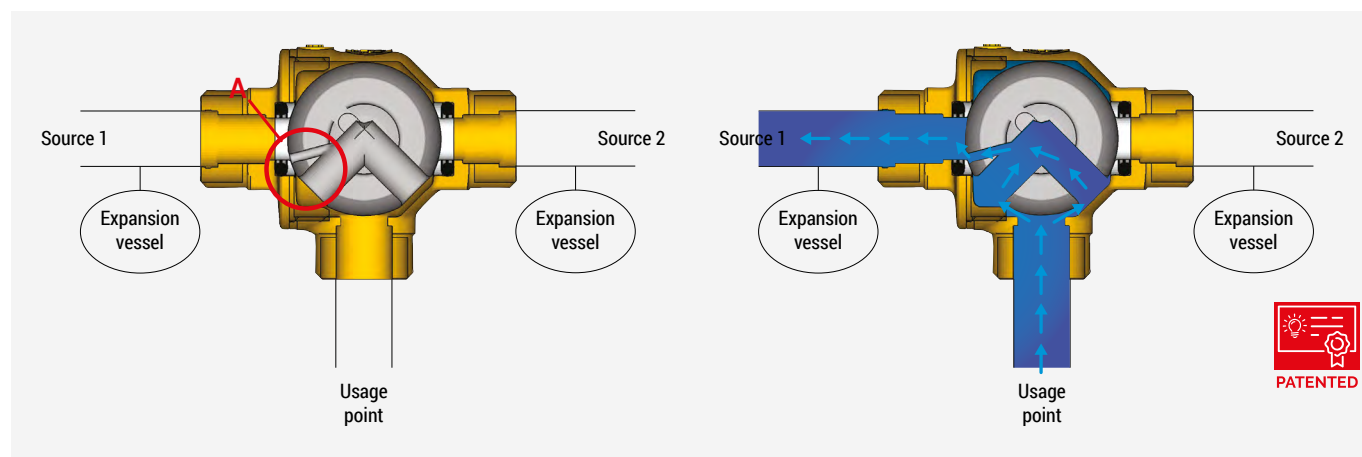 A
Source 1
Source 2
Expansion
vessel
Expansion
vessel
Usage
point
Source 1
Source 2
Expansion
vessel
Expansion
vessel
Usage
point
PATENTED